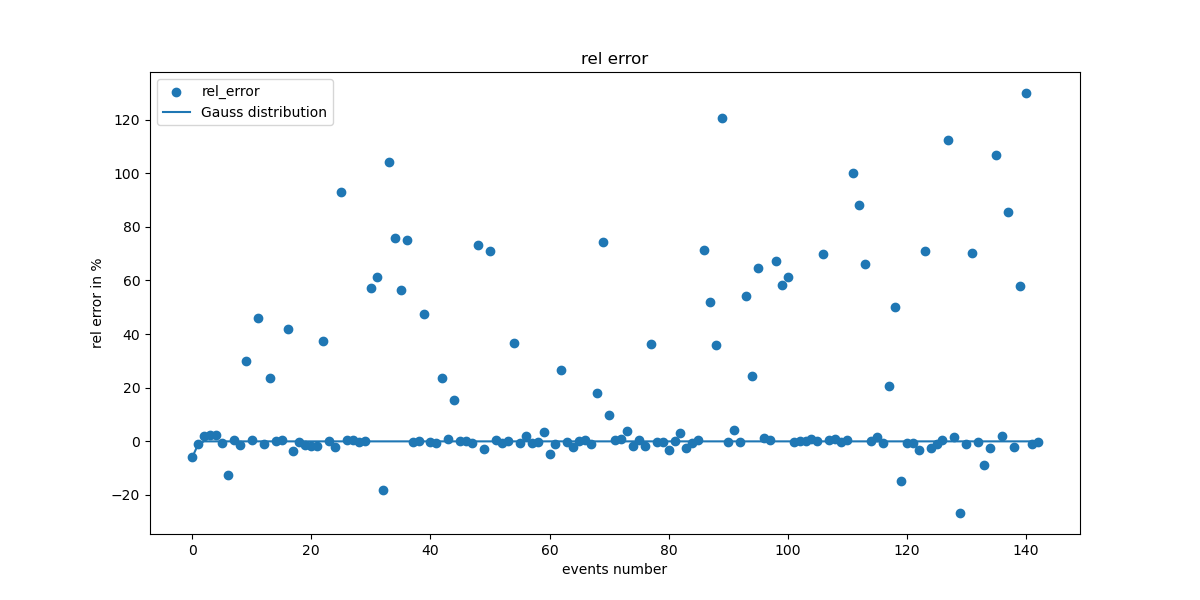 rel error
rel_error
Gauss distribution
rel error in %
120
100
80
60
40
20
0
−20
0 20 40 60 80 100 120 140
events number